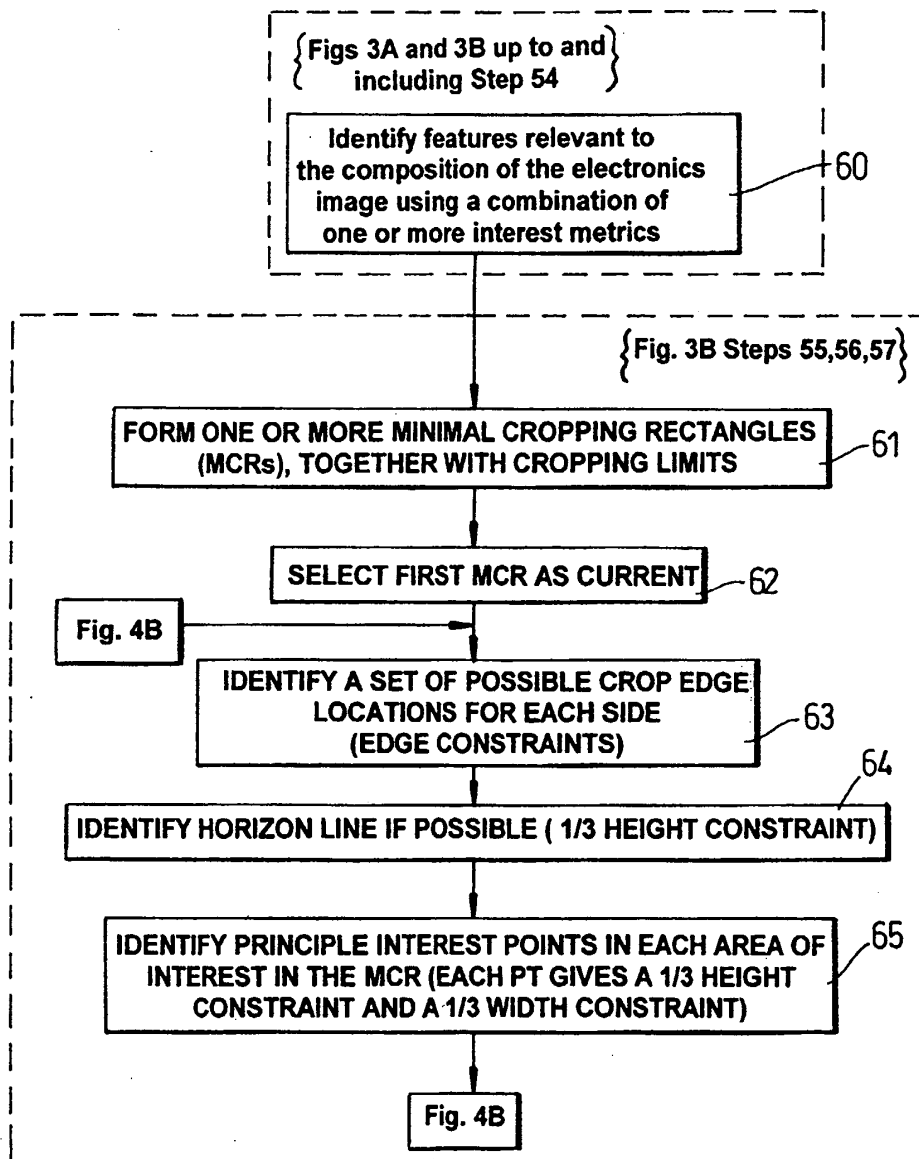 {Figs 3A and 3B up to and
including Step 54}
Identify features relevant to
the composition of the electronics
image using a combination of
one or more interest metrics
60
{Fig. 3B Steps 55,56,57}
FORM ONE OR MORE MINIMAL CROPPING RECTANGLES
(MCRs), TOGETHER WITH CROPPING LIMITS
61
SELECT FIRST MCR AS CURRENT
62
Fig. 4B
IDENTIFY A SET OF POSSIBLE CROP EDGE
LOCATIONS FOR EACH SIDE
(EDGE CONSTRAINTS)
63
64
IDENTIFY HORIZON LINE IF POSSIBLE ( 1/3 HEIGHT CONSTRAINT)
IDENTIFY PRINCIPLE INTEREST POINTS IN EACH AREA OF
INTEREST IN THE MCR (EACH PT GIVES A 1/3 HEIGHT
CONSTRAINT AND A 1/3 WIDTH CONSTRAINT)
65
Fig. 4B